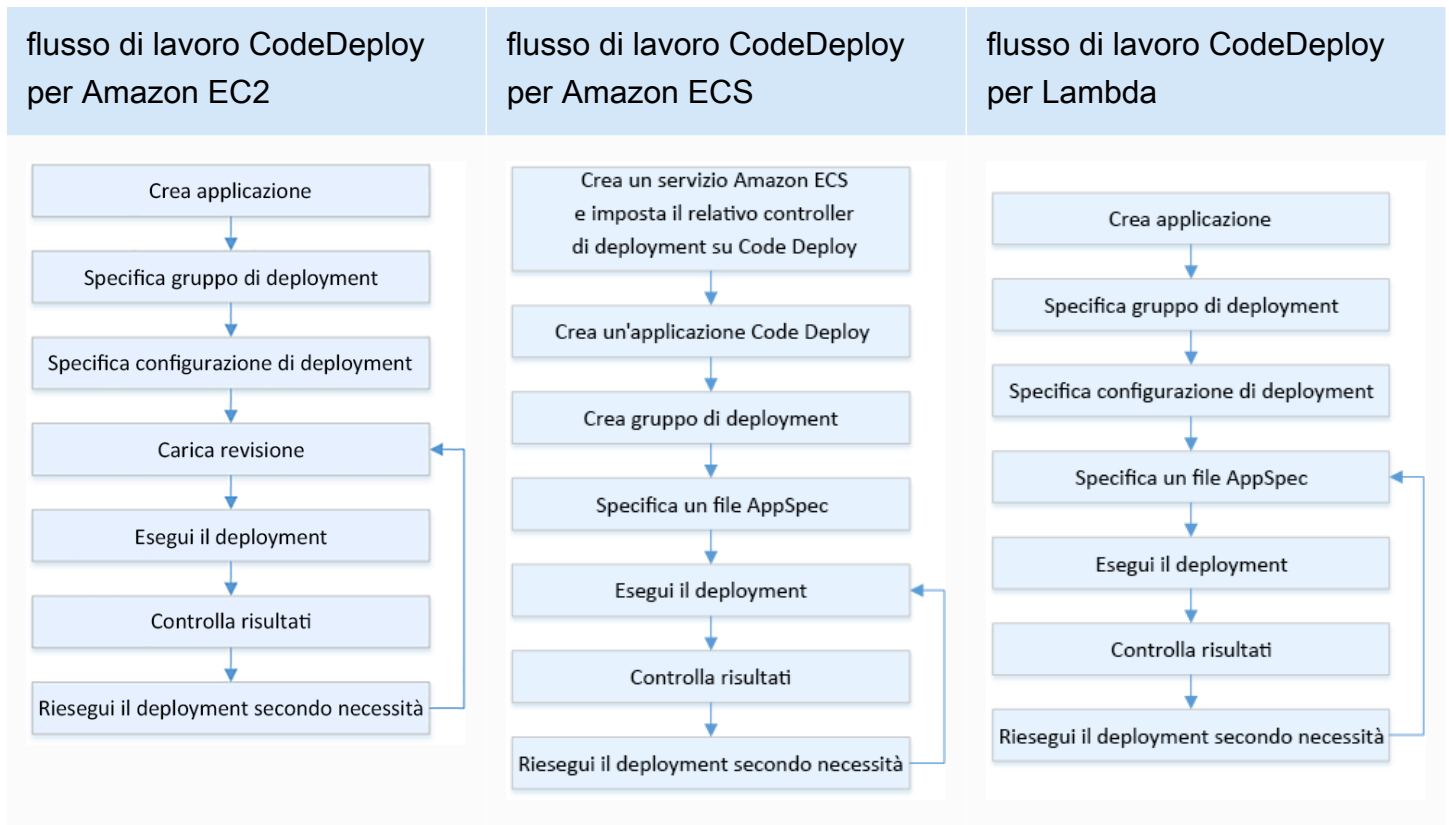 flusso di lavoro CodeDeploy
per Amazon EC2
flusso di lavoro CodeDeploy
per Amazon ECS
flusso di lavoro CodeDeploy
per Lambda
Crea applicazione
Specifica gruppo di deployment
Specifica configurazione di deployment
Carica revisione
Esegui il deployment
Controlla risultati
Riesegui il deployment secondo necessità
Crea un servizio Amazon ECS
e imposta il relativo controller
di deployment su Code Deploy
Crea un'applicazione Code Deploy
Crea gruppo di deployment
Specifica un file AppSpec
Esegui il deployment
Controlla risultati
Riesegui il deployment secondo necessità
Crea applicazione
Specifica gruppo di deployment
Specifica configurazione di deployment
Specifica un file AppSpec
Esegui il deployment
Controlla risultati
Riesegui il deployment secondo necessità